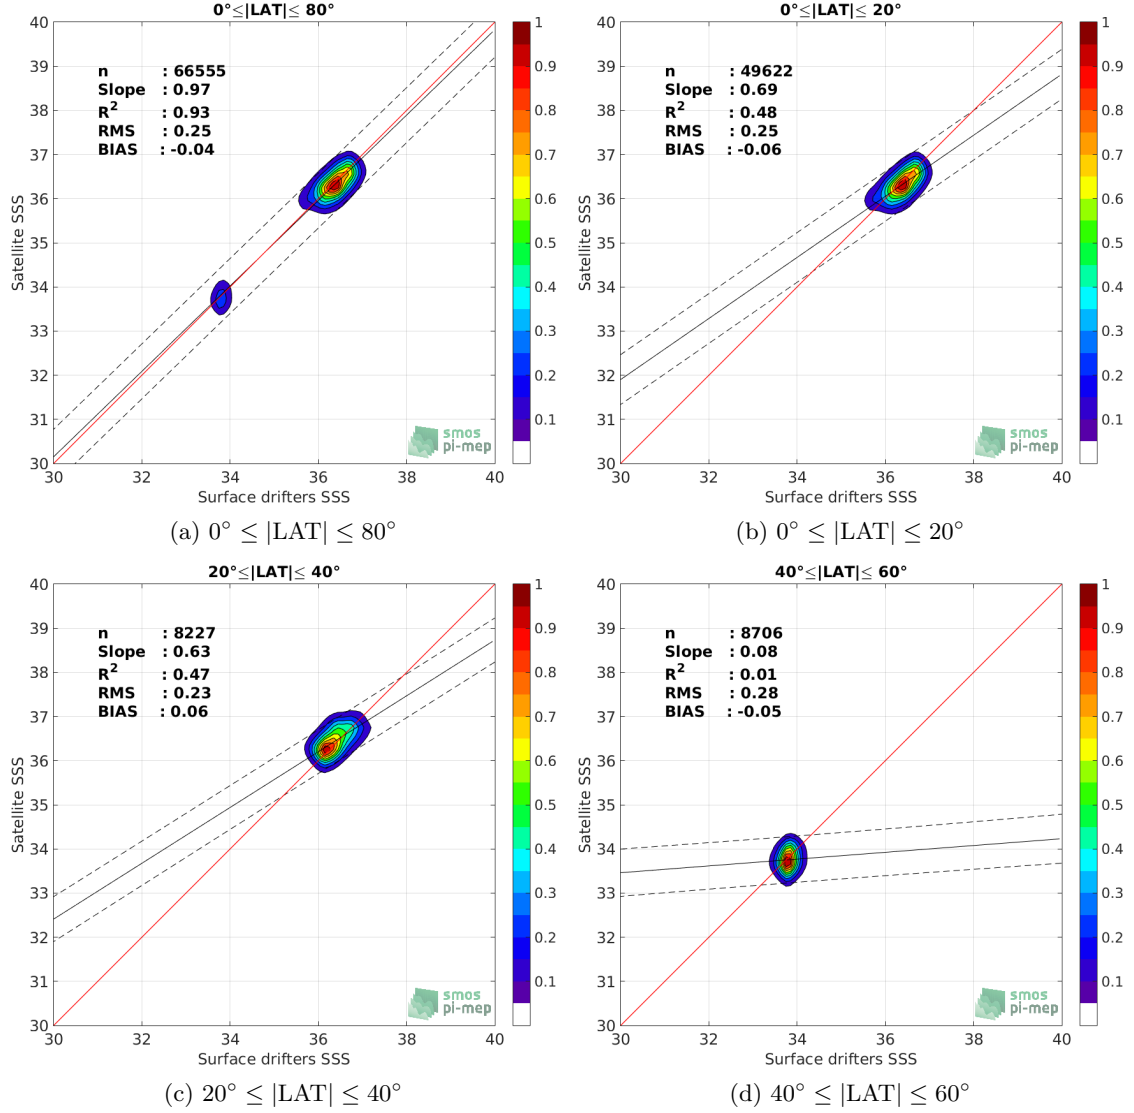 0°≤|LAT|≤ 80°
40
39
38
37
36
35
34
33
32
31
30
Satellite SSS
n : 66555
Slope : 0.97
R2 : 0.93
RMS : 0.25
BIAS : -0.04
smos
pi-mep
30 32 34 36 38 40
Surface drifters SSS
1
0.9
0.8
0.7
0.6
0.5
0.4
0.3
0.2
0.1
(a) 0° ≤ |LAT| ≤ 80°
0°≤|LAT|≤ 20°
40
39
38
37
36
35
34
33
32
31
30
Satellite SSS
n : 49622
Slope : 0.69
R2 : 0.48
RMS : 0.25
BIAS : -0.06
smos
pi-mep
30 32 34 36 38 40
Surface drifters SSS
1
0.9
0.8
0.7
0.6
0.5
0.4
0.3
0.2
0.1
(b) 0° ≤ |LAT| ≤ 20°
20°≤|LAT|≤ 40°
40
39
38
37
36
35
34
33
32
31
30
Satellite SSS
n : 8227
Slope : 0.63
R2 : 0.47
RMS : 0.23
BIAS : 0.06
smos
pi-mep
30 32 34 36 38 40
Surface drifters SSS
1
0.9
0.8
0.7
0.6
0.5
0.4
0.3
0.2
0.1
(c) 20° ≤ |LAT| ≤ 40°
40°≤|LAT|≤ 60°
40
39
38
37
36
35
34
33
32
31
30
Satellite SSS
n : 8706
Slope : 0.08
R2 : 0.01
RMS : 0.28
BIAS : -0.05
smos
pi-mep
30 32 34 36 38 40
Surface drifters SSS
1
0.9
0.8
0.7
0.6
0.5
0.4
0.3
0.2
0.1
(d) 40° ≤ |LAT| ≤ 60°